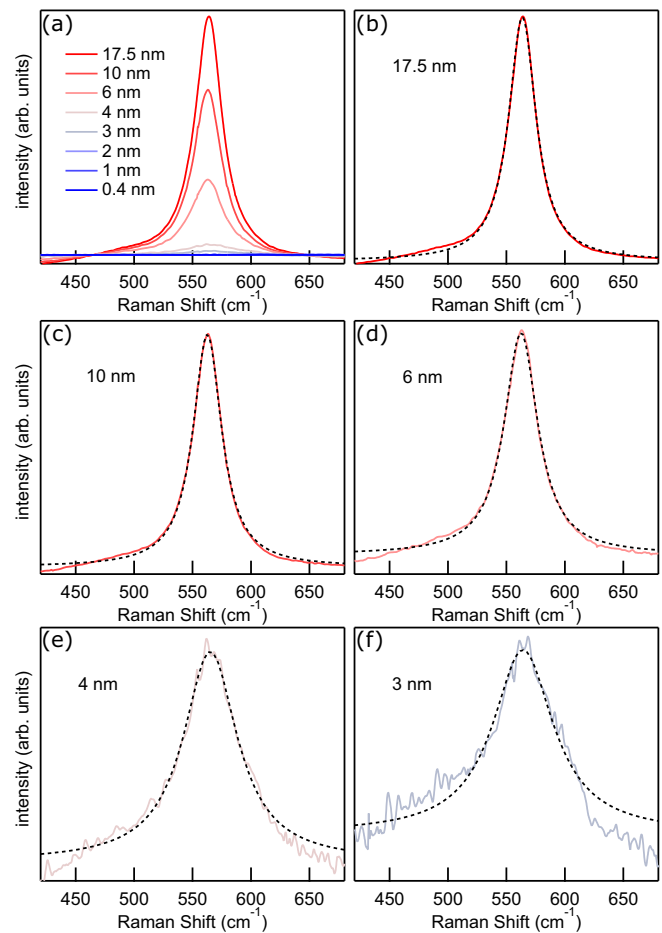 (a)
17.5 nm
10 nm
6 nm
4 nm
3 nm
2 nm
1 nm
0.4 nm
intensity (arb. units)
450 500 550 600 650
Raman Shift (cm⁻¹)
(b)
17.5 nm
450 500 550 600 650
Raman Shift (cm⁻¹)
(c)
10 nm
intensity (arb. units)
450 500 550 600 650
Raman Shift (cm⁻¹)
(d)
6 nm
450 500 550 600 650
Raman Shift (cm⁻¹)
(e)
4 nm
intensity (arb. units)
450 500 550 600 650
Raman Shift (cm⁻¹)
(f)
3 nm
450 500 550 600 650
Raman Shift (cm⁻¹)